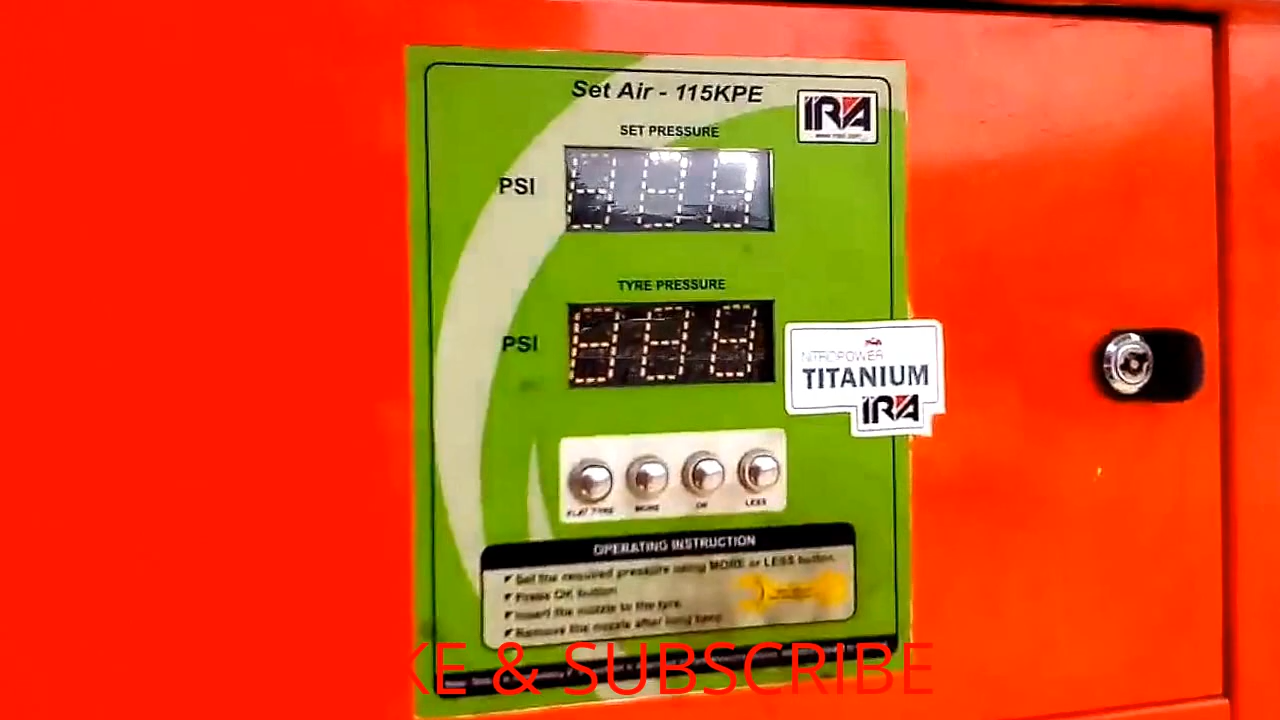 Set Air - 115KPE
IRA
SET PRESSURE
PSI
TYRE PRESSURE
PSI
NITROPOWER
TITANIUM
IRA
FLAT TYRE MORE OK LESS
OPERATING INSTRUCTION
Set the required pressure using MORE or LESS button.
Press OK button
Insert the nozzle to the tyre.
Remove the nozzle after long beep
KE & SUBSCRIBE